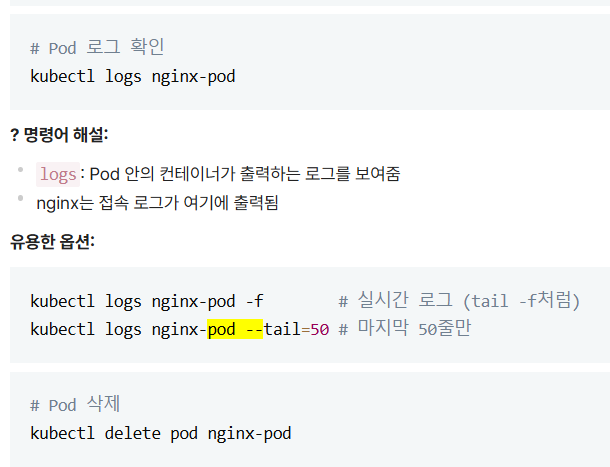 # Pod 로그 확인
kubectl logs nginx-pod
? 명령어 해설:
logs: Pod 안의 컨테이너가 출력하는 로그를 보여줌
nginx는 접속 로그가 여기에 출력됨
유용한 옵션:
kubectl logs nginx-pod -f        # 실시간 로그 (tail -f처럼)
kubectl logs nginx-pod --tail=50 # 마지막 50줄만
# Pod 삭제
kubectl delete pod nginx-pod